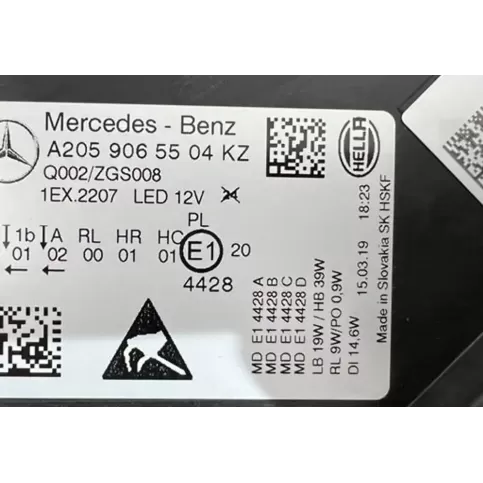 Mercedes - Benz
A205 906 55 04 KZ
Q002/ZGS008
1EX.2207 LED 12V 24
PL
1b A RL HR HC E1 20
01 02 00 01 01
4428
MD E1 4428 A
MD E1 4428 B
MD E1 4428 C
MD E1 4428 D
LB 19W / HB 39W
RL 9W/PO 0,9W
DI 14,6W
15.03.19 18:23
Made in Slovakia SK HSKF
HELLA